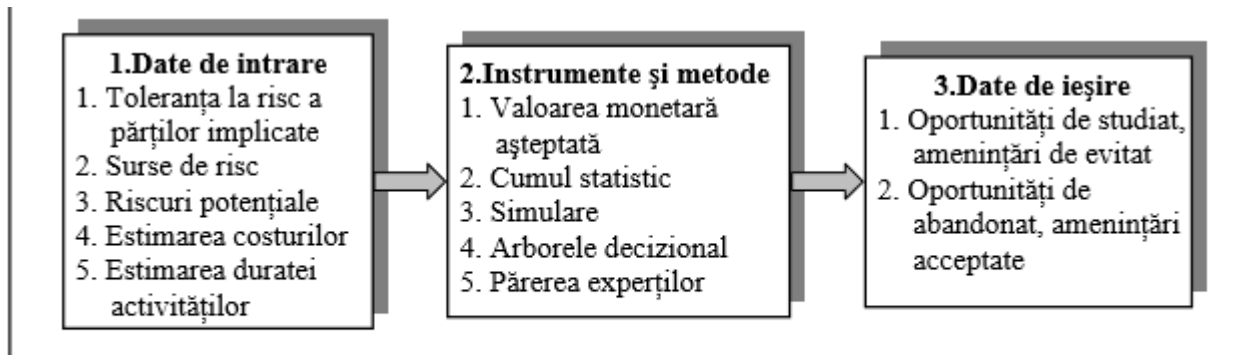 1.Date de intrare
1. Toleranța la risc a
părților implicate
2. Surse de risc
3. Riscuri potențiale
4. Estimarea costurilor
5. Estimarea duratei
activităților
2.Instrumente şi metode
1. Valoarea monetară
aşteptată
2. Cumul statistic
3. Simulare
4. Arborele decizional
5. Părerea experților
3.Date de ieşire
1. Oportunități de studiat,
amenințări de evitat
2. Oportunități de
abandonat, amenințări
acceptate